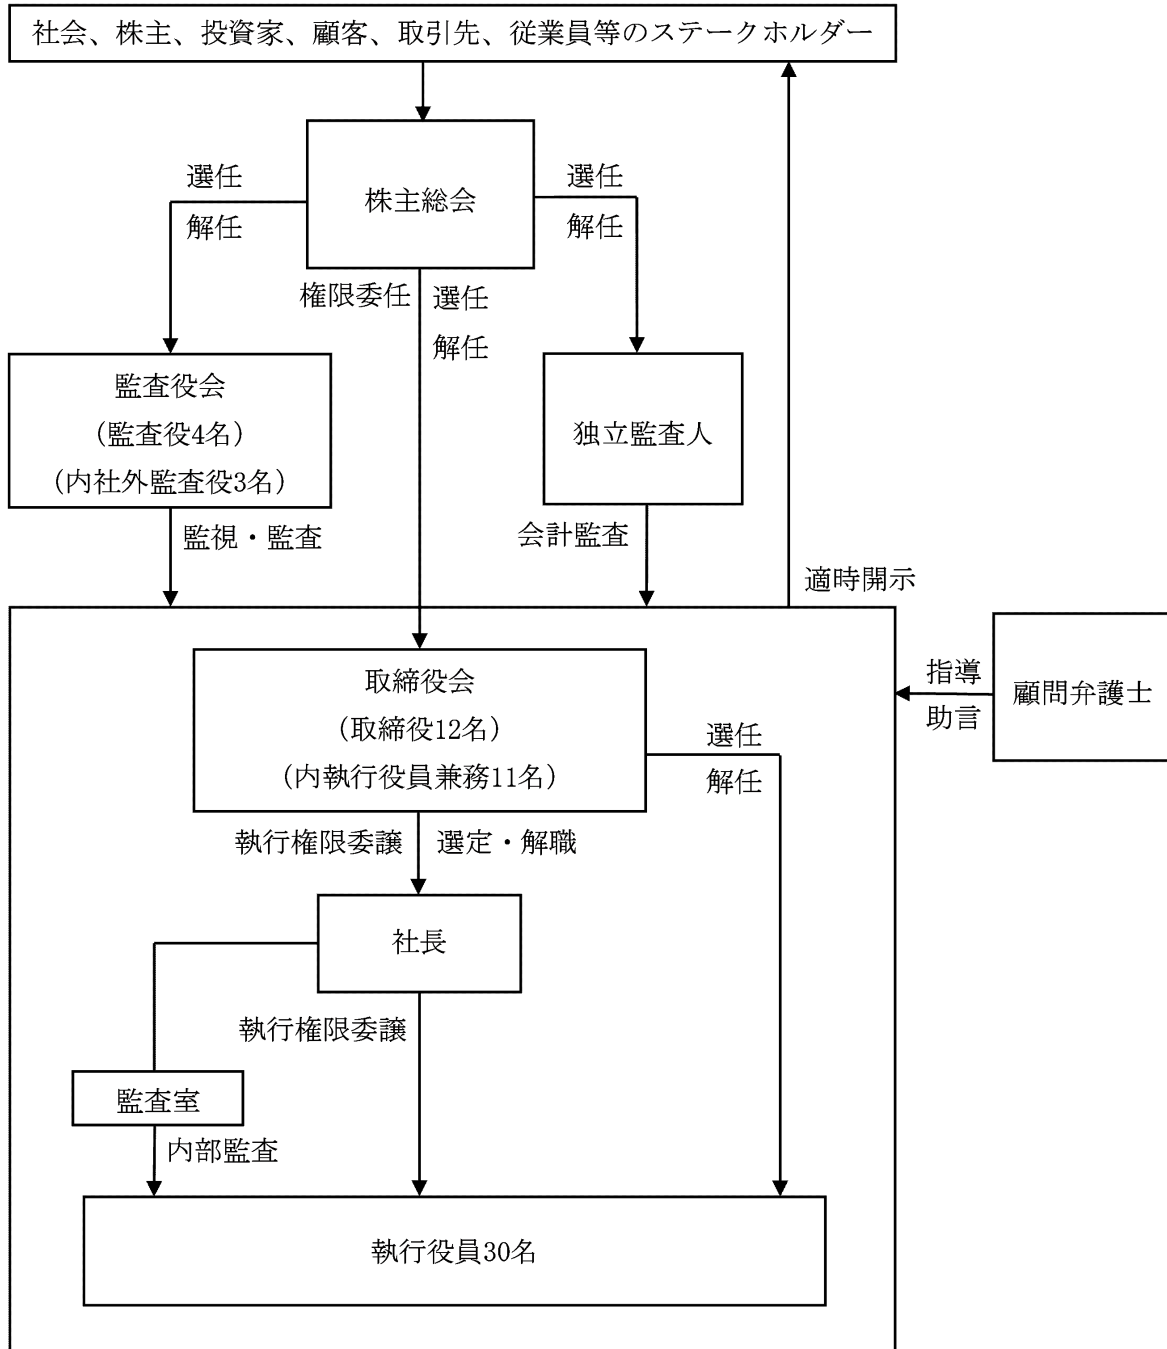 社会、株主、投資家、顧客、取引先、従業員等のステークホルダー
株主総会
選任
解任
選任
解任
権限委任
選任
解任
監査役会
(監査役4名)
(内社外監査役3名)
独立監査人
監視・監査
会計監査
適時開示
取締役会
(取締役12名)
(内執行役員兼務11名)
選任
解任
指導
助言
顧問弁護士
執行権限委譲
選定・解職
社長
執行権限委譲
監査室
内部監査
執行役員30名